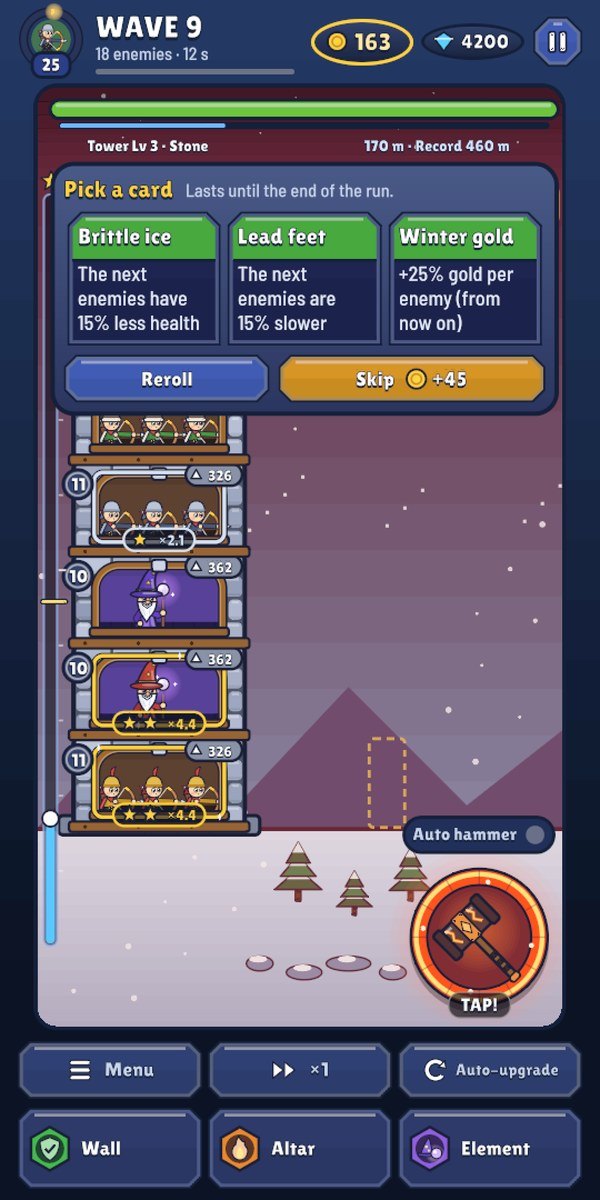 WAVE 9
18 enemies · 12 s
25
163
4200
Tower Lv 3 · Stone
170 m · Record 460 m
Pick a card
Lasts until the end of the run.
Brittle ice
The next
enemies have
15% less health
Lead feet
The next
enemies are
15% slower
Winter gold
+25% gold per
enemy (from
now on)
Reroll
Skip +45
11
326
×2.1
10
362
10
362
×4.4
11
326
×4.4
Auto hammer
TAP!
Menu
×1
Auto-upgrade
Wall
Altar
Element